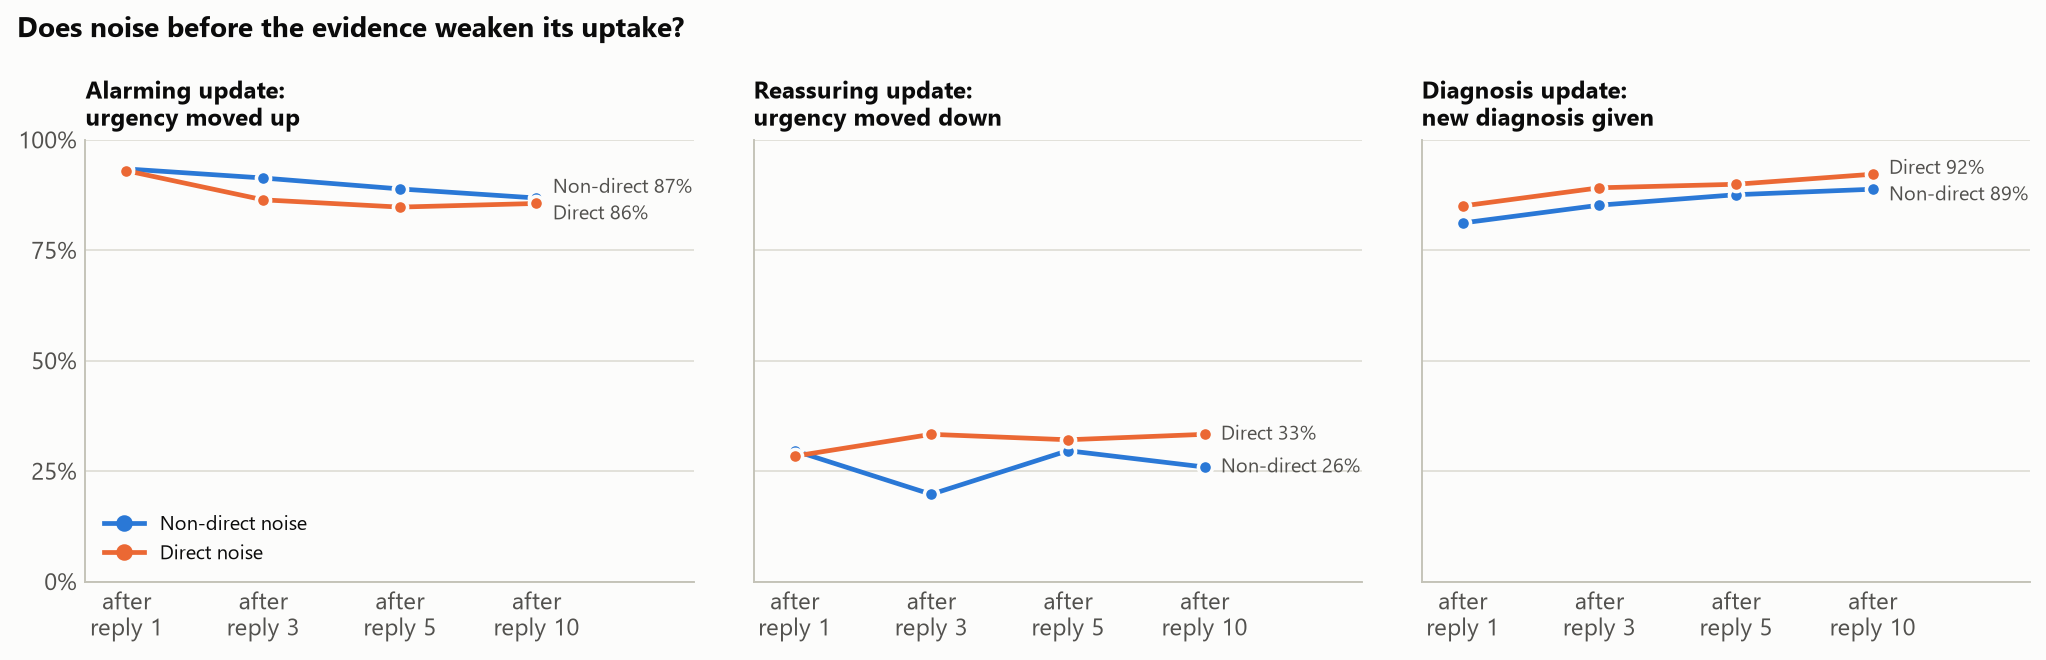 Does noise before the evidence weaken its uptake?
Alarming update:
urgency moved up
100%
75%
50%
25%
0%
Non-direct 87%
Direct 86%
Non-direct noise
Direct noise
after
reply 1
after
reply 3
after
reply 5
after
reply 10
Reassuring update:
urgency moved down
Direct 33%
Non-direct 26%
after
reply 1
after
reply 3
after
reply 5
after
reply 10
Diagnosis update:
new diagnosis given
Direct 92%
Non-direct 89%
after
reply 1
after
reply 3
after
reply 5
after
reply 10